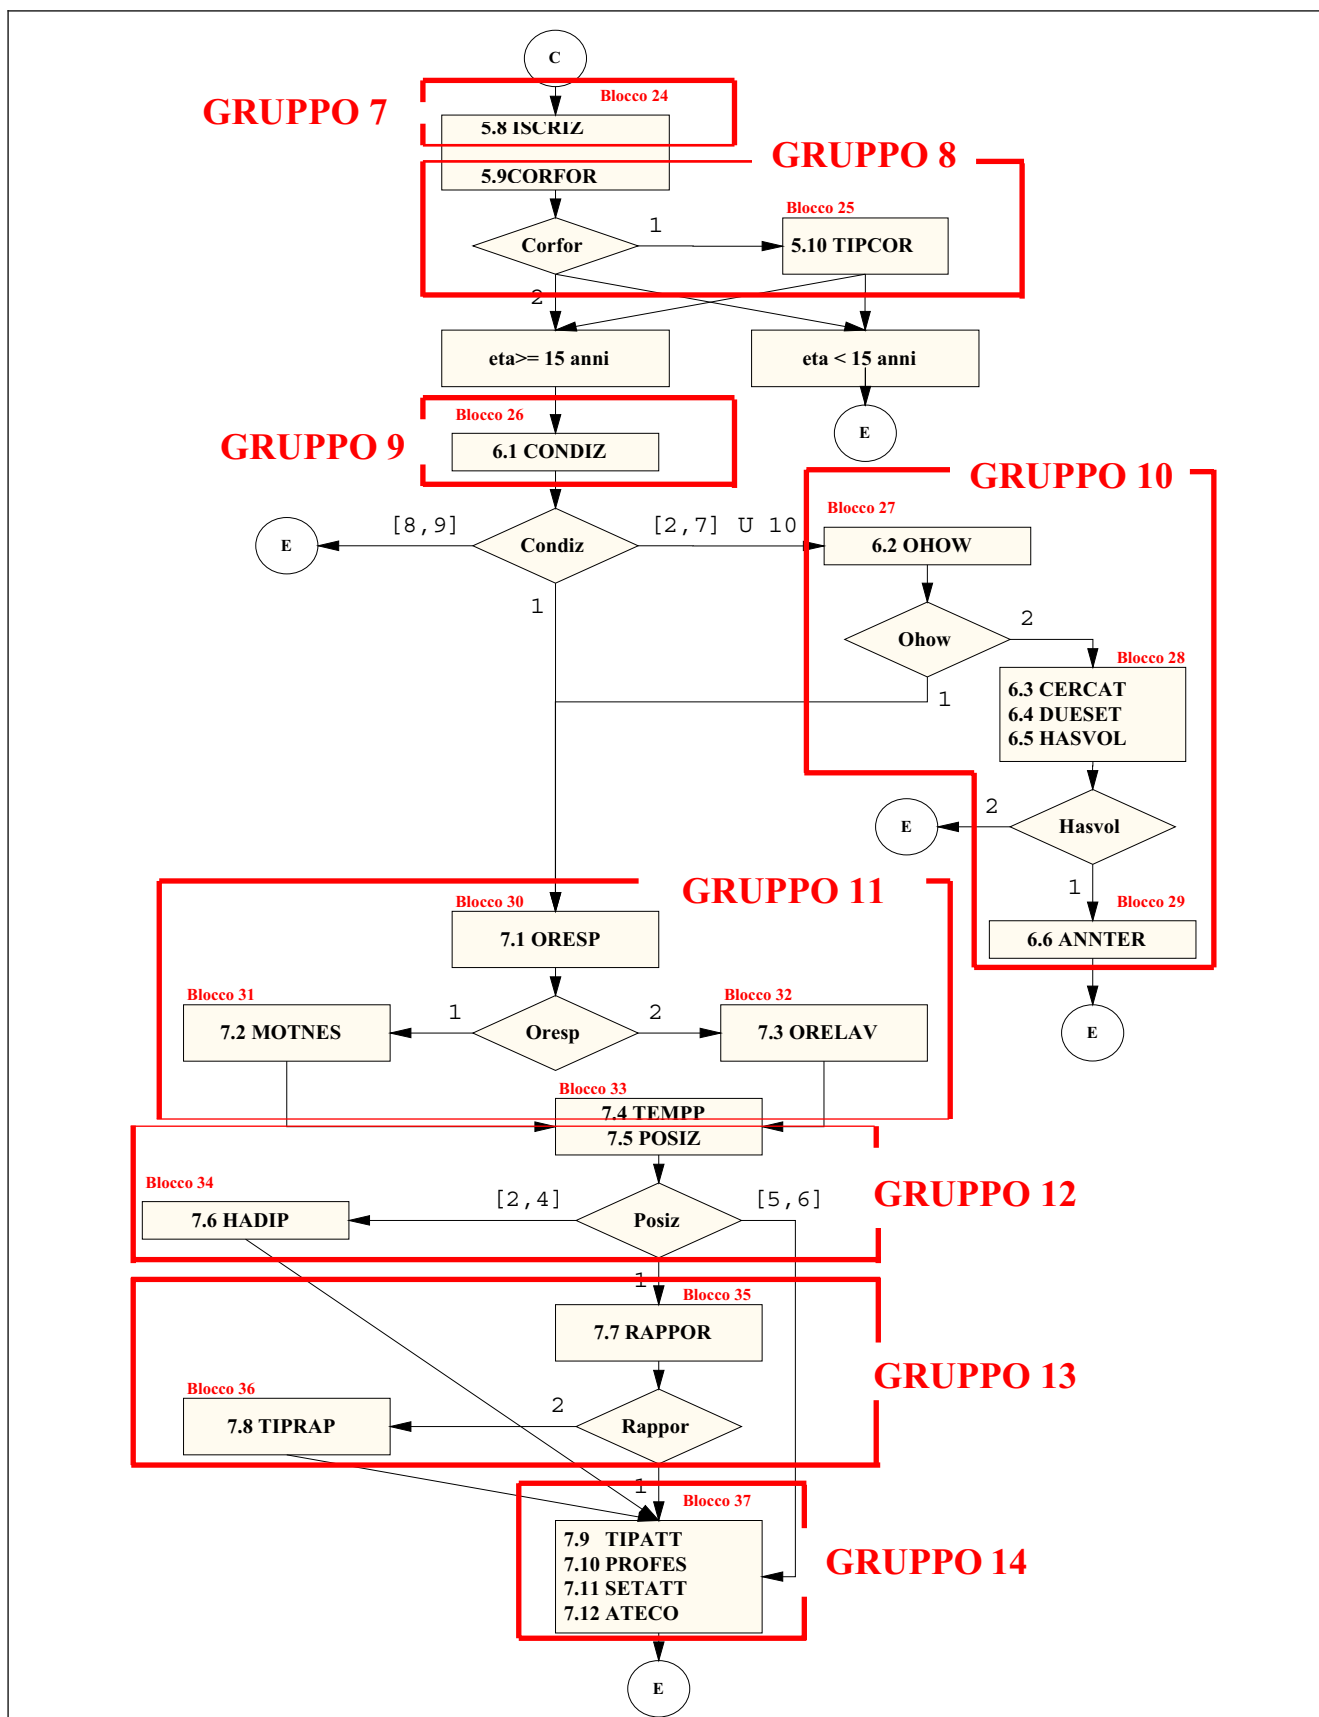 C
GRUPPO 7
Blocco 24
5.8 ISCRIZ
GRUPPO 8
5.9CORFOR
Blocco 25
Corfor
1
5.10 TIPCOR
2
eta>= 15 anni
eta < 15 anni
Blocco 26
E
GRUPPO 9
6.1 CONDIZ
GRUPPO 10
Blocco 27
E
[8,9]
Condiz
[2,7] U 10
6.2 OHOW
1
Ohow
2
Blocco 28
1
6.3 CERCAT
6.4 DUESET
6.5 HASVOL
E
2
Hasvol
1
GRUPPO 11
Blocco 29
Blocco 30
7.1 ORESP
6.6 ANNTER
Blocco 31
Blocco 32
7.2 MOTNES
1
Oresp
2
7.3 ORELAV
E
Blocco 33
7.4 TEMPP
7.5 POSIZ
Blocco 34
[2,4]
[5,6]
GRUPPO 12
7.6 HADIP
Posiz
1
Blocco 35
7.7 RAPPOR
GRUPPO 13
Blocco 36
7.8 TIPRAP
2
Rappor
1
Blocco 37
7.9 TIPATT
7.10 PROFES
7.11 SETATT
7.12 ATECO
GRUPPO 14
E